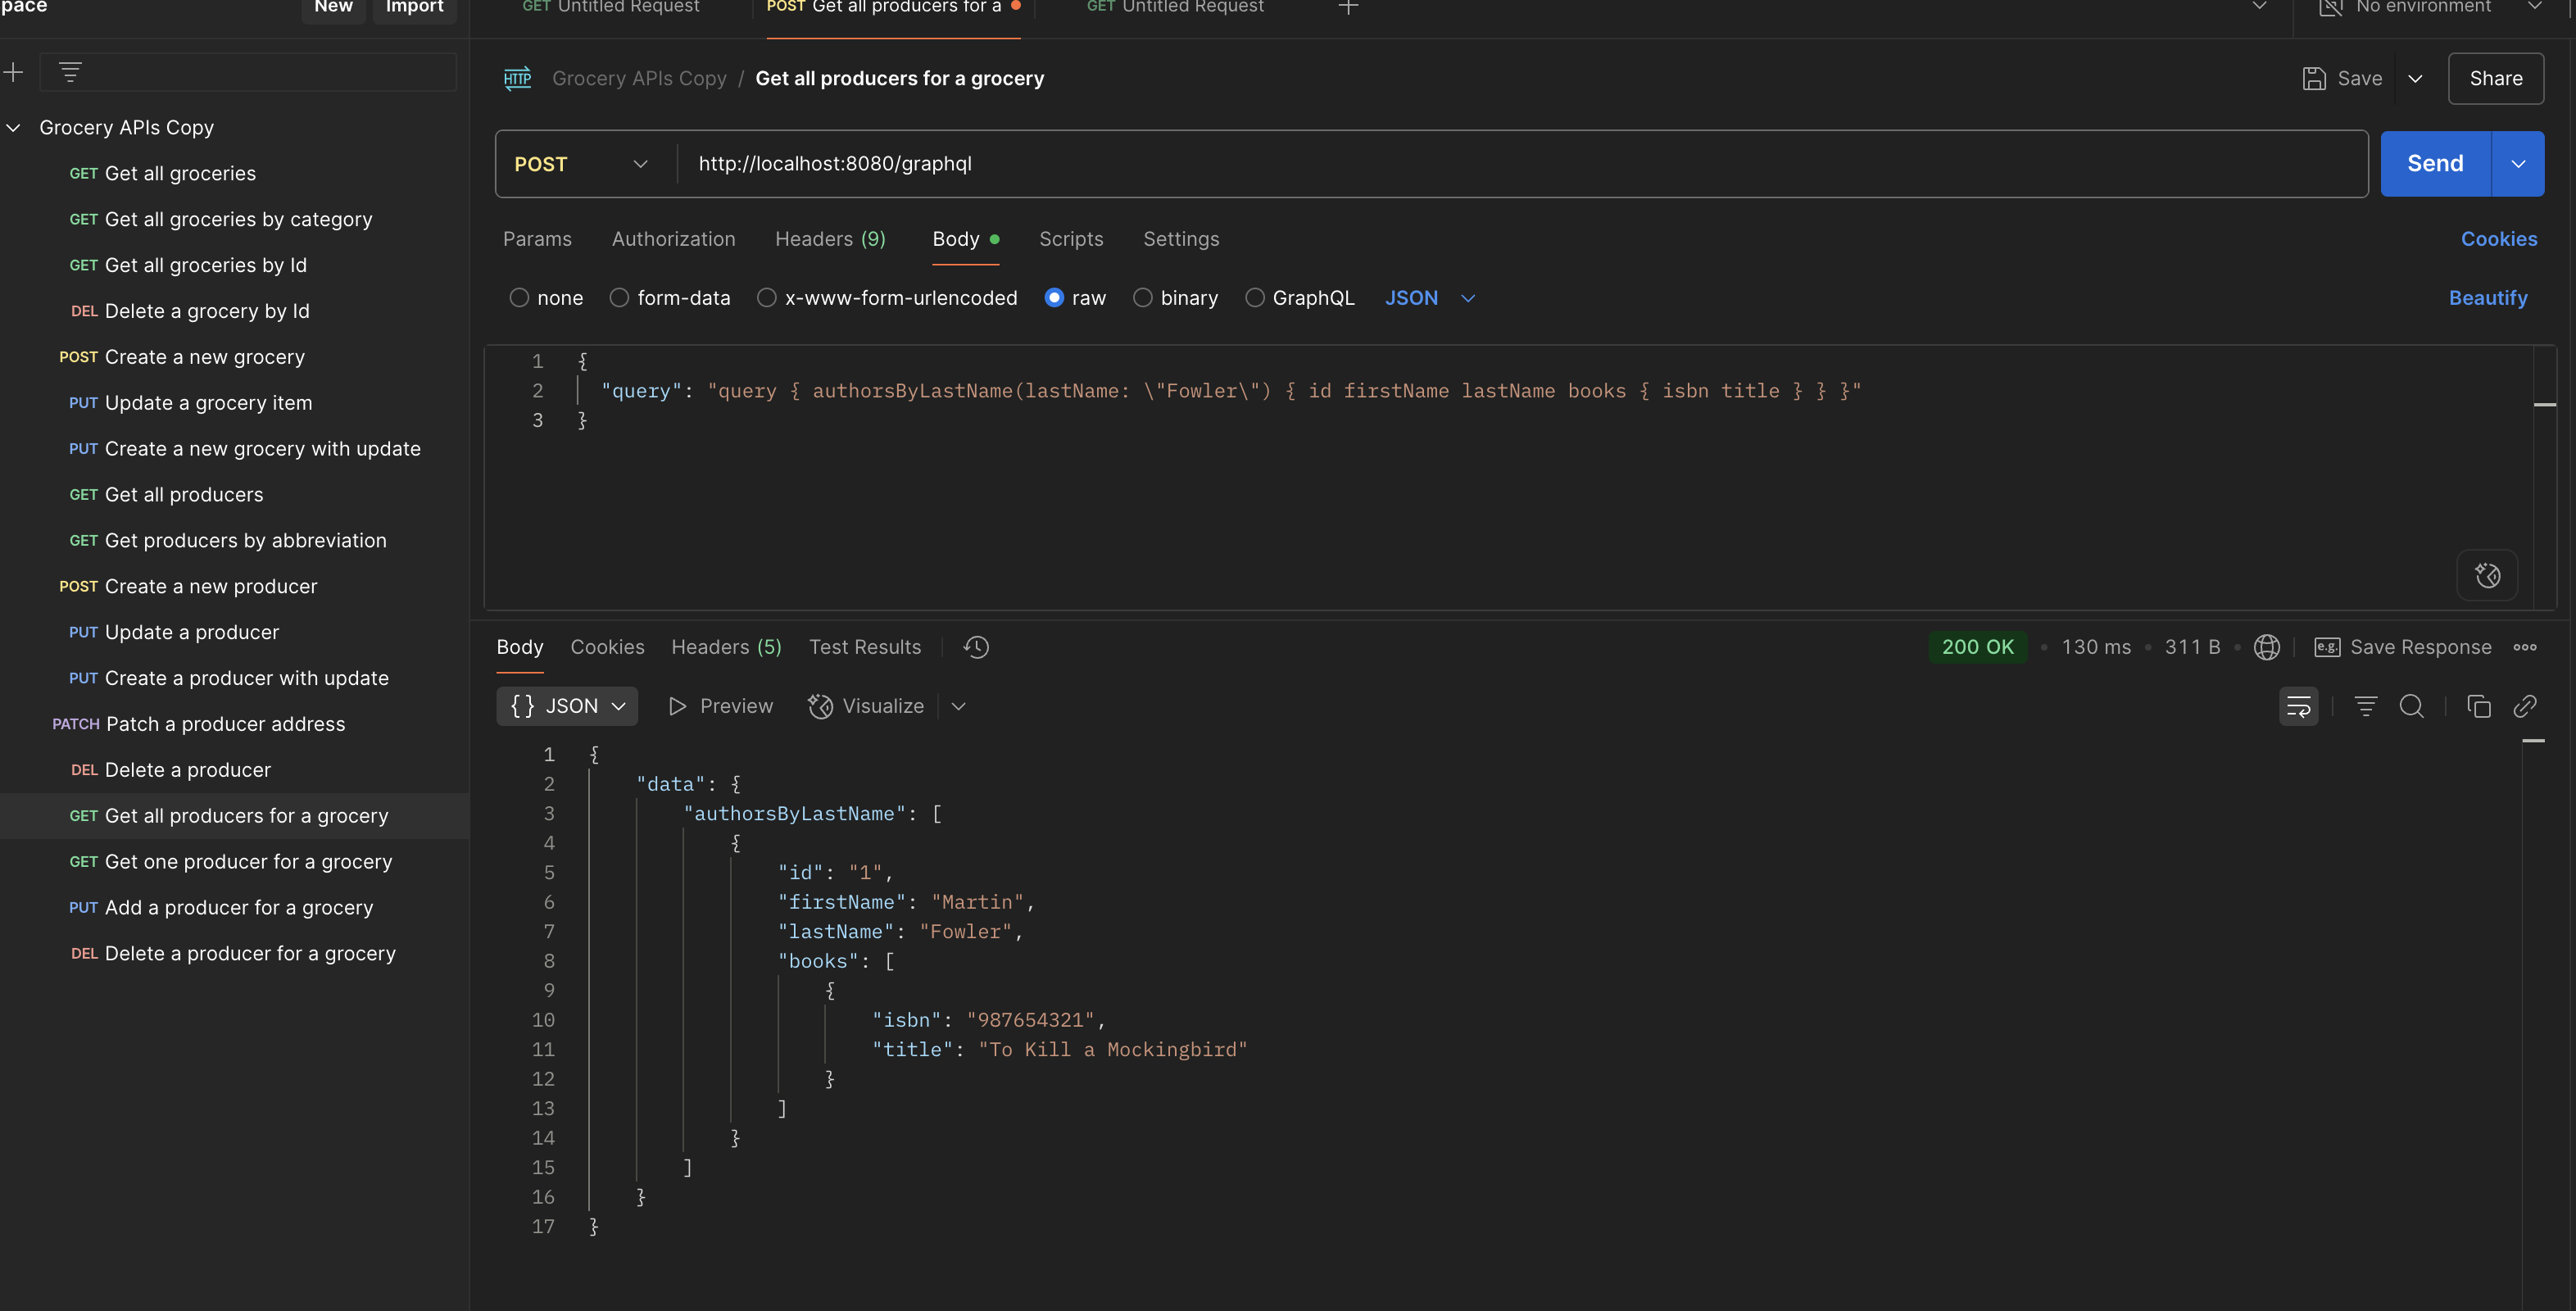 pace
New Import
GET Untitled Request POST Get all producers for a GET Untitled Request No environment
Grocery APIs Copy
GET Get all groceries
GET Get all groceries by category
GET Get all groceries by Id
DEL Delete a grocery by Id
POST Create a new grocery
PUT Update a grocery item
PUT Create a new grocery with update
GET Get all producers
GET Get producers by abbreviation
POST Create a new producer
PUT Update a producer
PUT Create a producer with update
PATCH Patch a producer address
DEL Delete a producer
GET Get all producers for a grocery
GET Get one producer for a grocery
PUT Add a producer for a grocery
DEL Delete a producer for a grocery
HTTP Grocery APIs Copy / Get all producers for a grocery Save Share
POST http://localhost:8080/graphql Send
Params Authorization Headers (9) Body Scripts Settings Cookies
none form-data x-www-form-urlencoded raw binary GraphQL JSON Beautify
1 {
2 "query": "query { authorsByLastName(lastName: \"Fowler\") { id firstName lastName books { isbn title } } }"
3 }
Body Cookies Headers (5) Test Results 200 OK • 130 ms • 311 B • e.g. Save Response
{} JSON Preview Visualize
1 {
2 "data": {
3 "authorsByLastName": [
4 {
5 "id": "1",
6 "firstName": "Martin",
7 "lastName": "Fowler",
8 "books": [
9 {
10 "isbn": "987654321",
11 "title": "To Kill a Mockingbird"
12 }
13 ]
14 }
15 ]
16 }
17 }